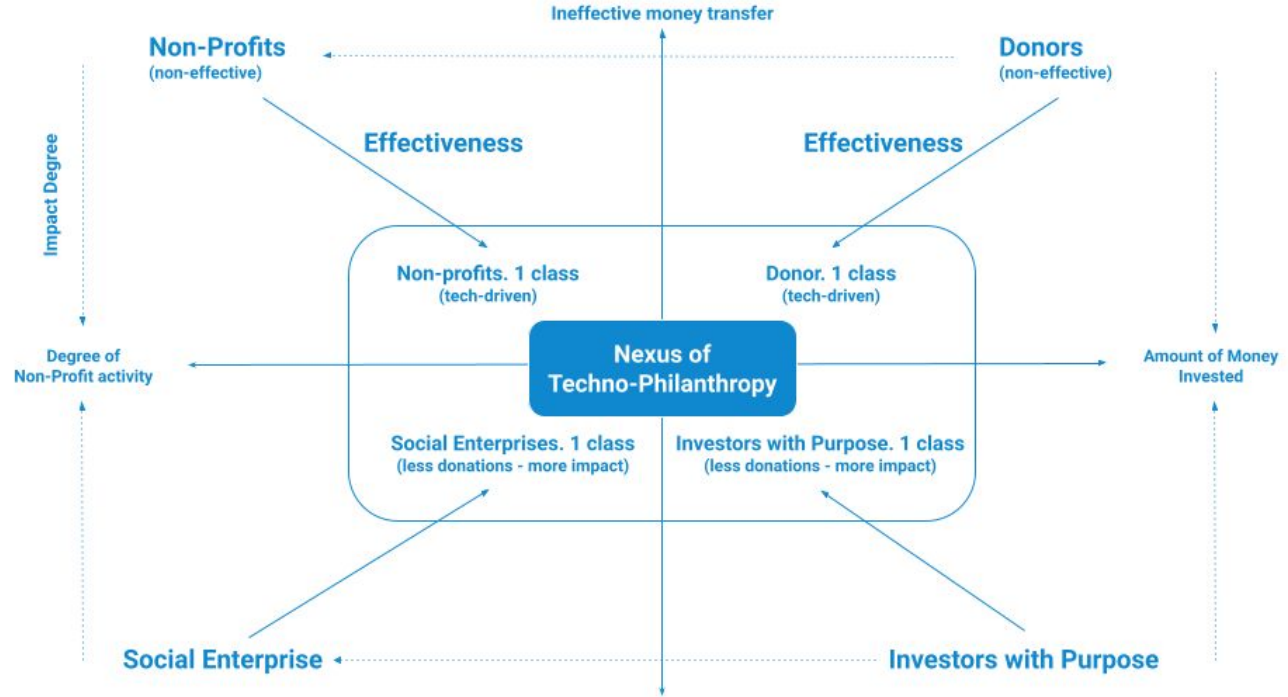 Ineffective money transfer
Non-Profits
(non-effective)
Donors
(non-effective)
Impact Degree
Effectiveness
Effectiveness
Non-profits. 1 class
(tech-driven)
Donor. 1 class
(tech-driven)
Degree of
Non-Profit activity
Nexus of
Techno-Philanthropy
Amount of Money
Invested
Social Enterprises. 1 class
(less donations - more impact)
Investors with Purpose. 1 class
(less donations - more impact)
Social Enterprise
Investors with Purpose